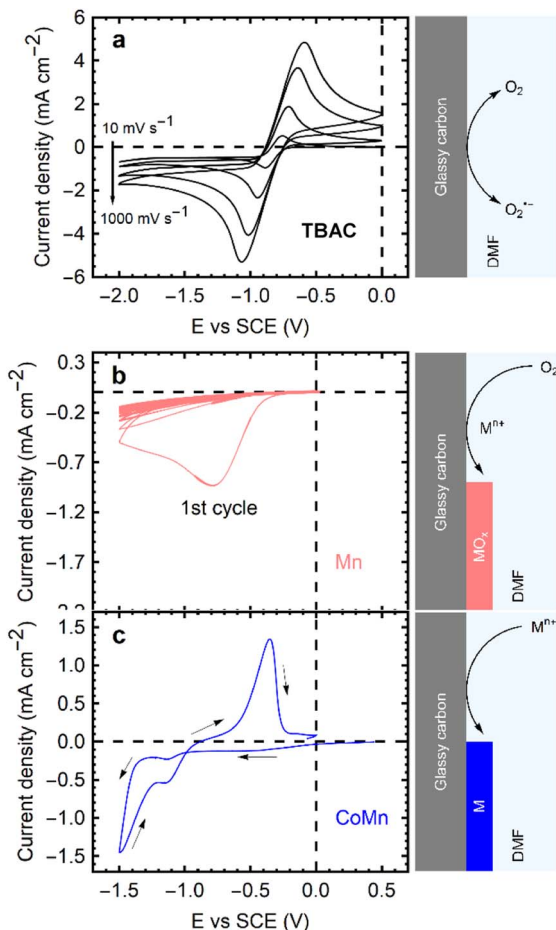 a
Current density (mA cm⁻²)
6
4
2
0
−2
−4
−6
10 mV s⁻¹
1000 mV s⁻¹
TBAC
−2.0
−1.5
−1.0
−0.5
0.0
E vs SCE (V)
Glassy carbon
O₂
O₂•−
DMF
b
Current density (mA cm⁻²)
0.3
−0.2
−0.7
−1.2
−1.7
1st cycle
Mn
Glassy carbon
O₂
Mⁿ⁺
MOₓ
DMF
c
Current density (mA cm⁻²)
1.5
1.0
0.5
0.0
−0.5
−1.0
−1.5
CoMn
−1.5
−1.0
−0.5
0.0
0.5
E vs SCE (V)
Glassy carbon
Mⁿ⁺
M
DMF